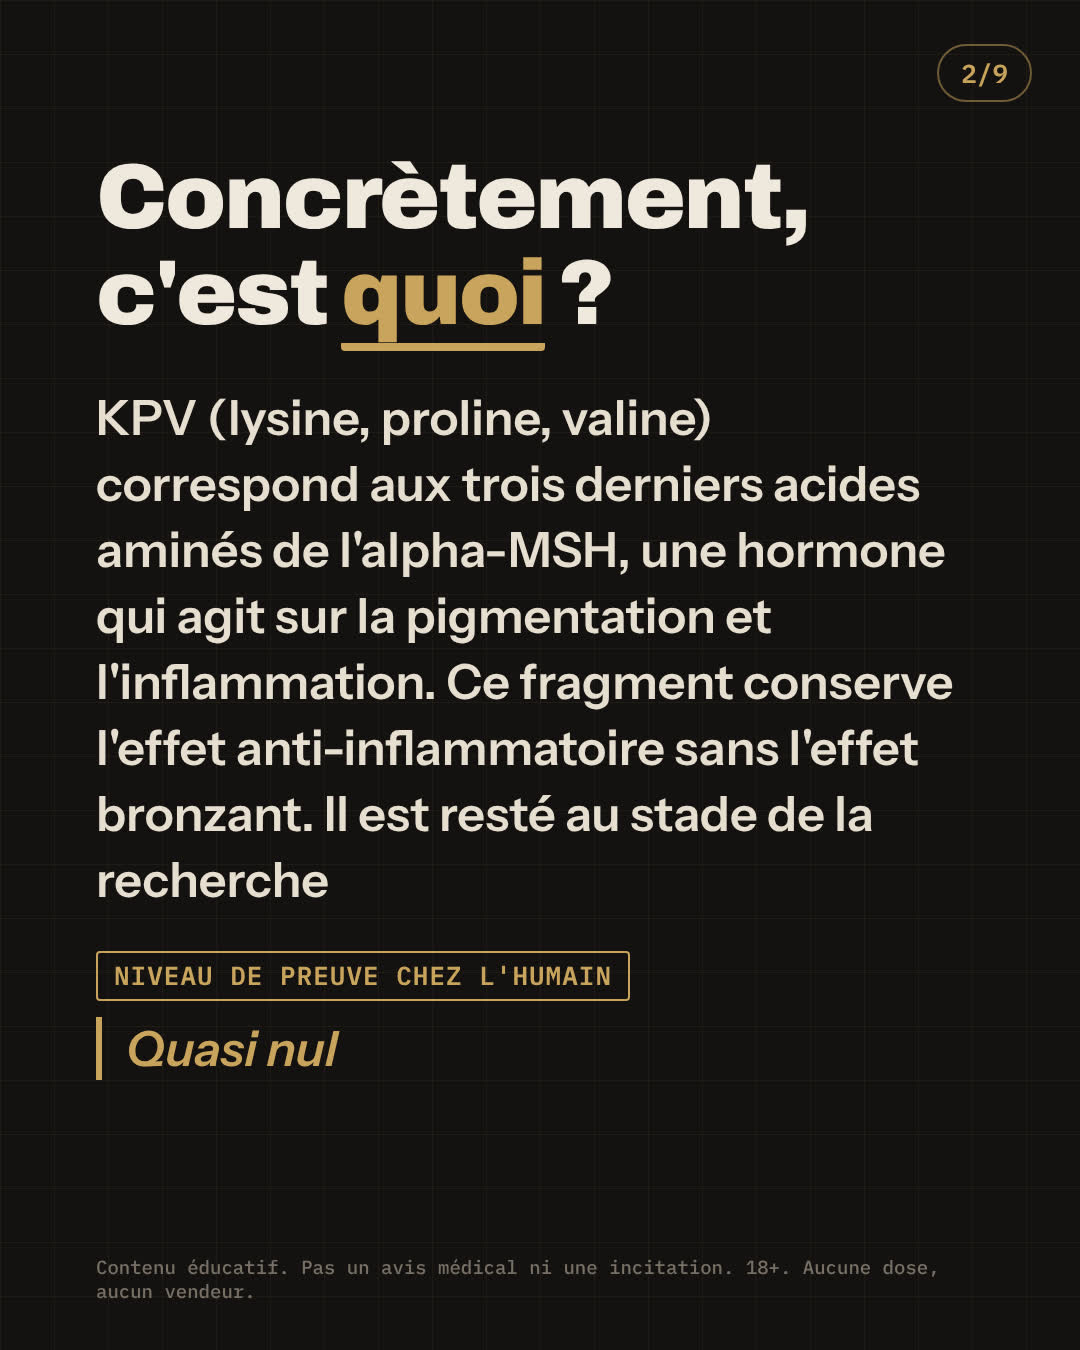 2/9
Concrètement,
c'est quoi ?
KPV (lysine, proline, valine)
correspond aux trois derniers acides
aminés de l'alpha-MSH, une hormone
qui agit sur la pigmentation et
l'inflammation. Ce fragment conserve
l'effet anti-inflammatoire sans l'effet
bronzant. Il est resté au stade de la
recherche
NIVEAU DE PREUVE CHEZ L'HUMAIN
Quasi nul
Contenu éducatif. Pas un avis médical ni une incitation. 18+. Aucune dose,
aucun vendeur.